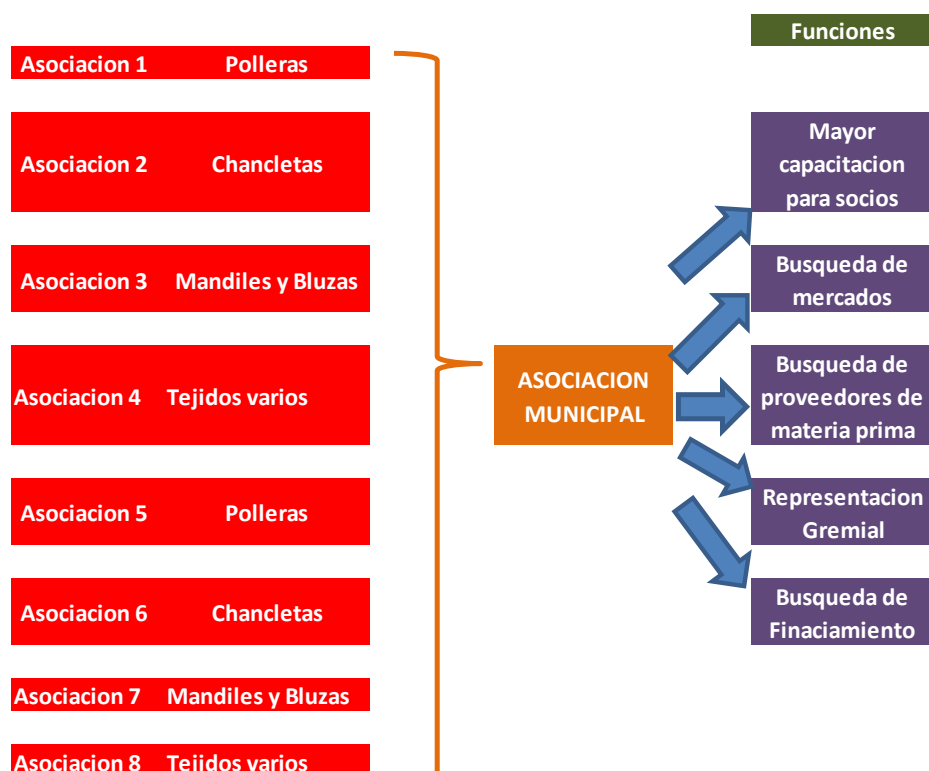 Funciones
Asociacion 1 Polleras
Asociacion 2 Chancletas
Asociacion 3 Mandiles y Bluzas
Asociacion 4 Tejidos varios
Asociacion 5 Polleras
Asociacion 6 Chancletas
Asociacion 7 Mandiles y Bluzas
Asociacion 8 Tejidos varios
ASOCIACION
MUNICIPAL
Mayor
capacitacion
para socios
Busqueda de
mercados
Busqueda de
proveedores de
materia prima
Representacion
Gremial
Busqueda de
Finaciamiento